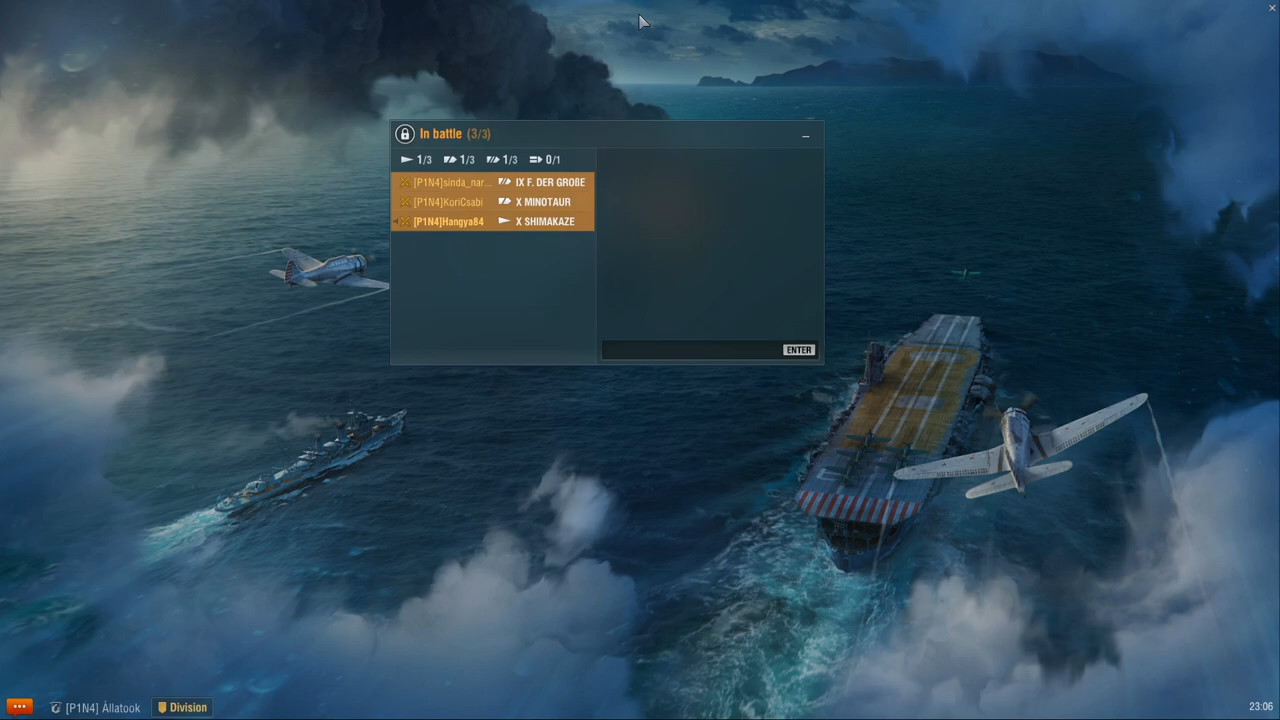 In battle (3/3)
1/3 1/3 1/3 0/1
[P1N4]sinda_nar... IX F. DER GROẞE
[P1N4]KoriCsabi X MINOTAUR
[P1N4]Hangya84 X SHIMAKAZE
ENTER
[P1N4] Állatook Division
23:06